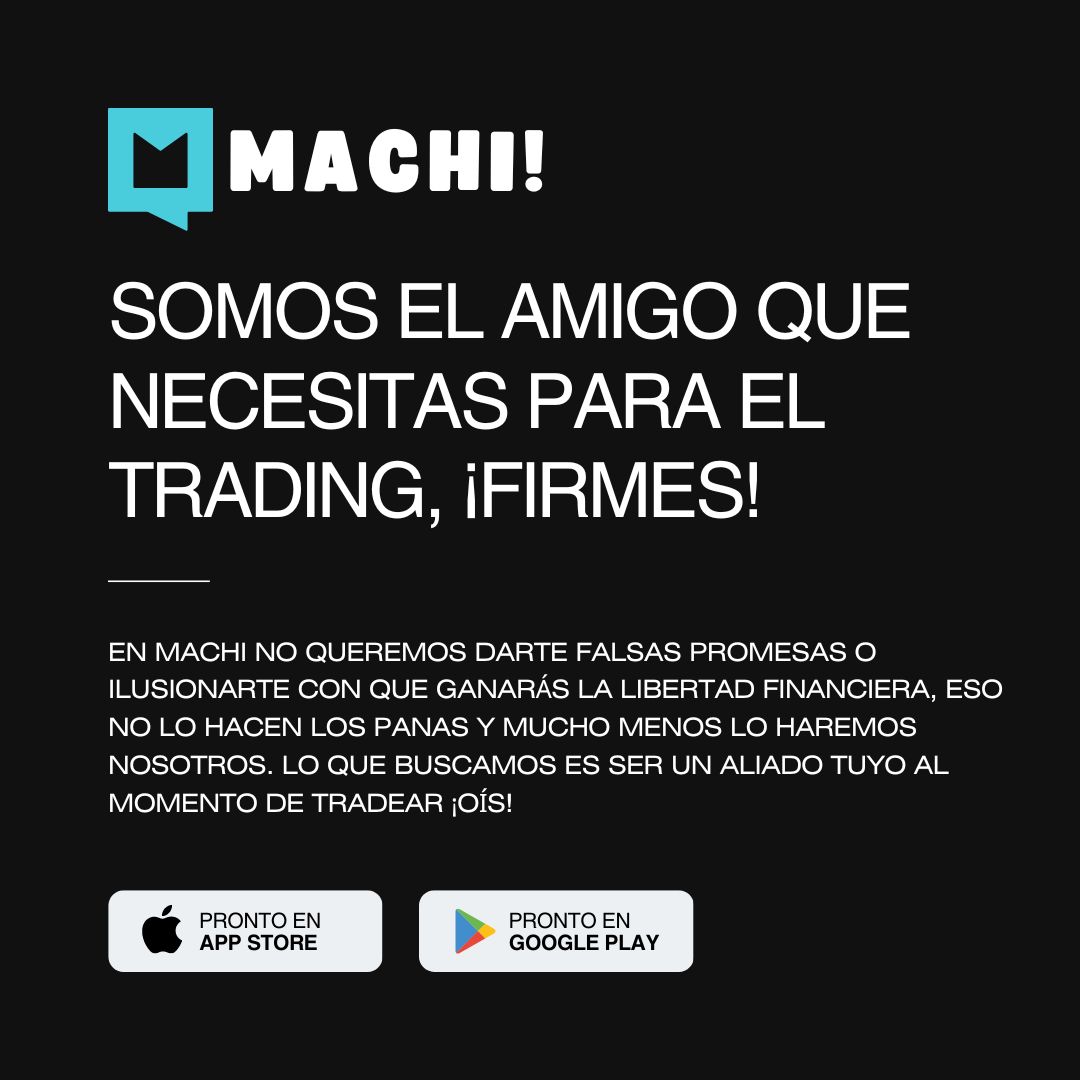 MACHI!
SOMOS EL AMIGO QUE
NECESITAS PARA EL
TRADING, ¡FIRMES!
EN MACHI NO QUEREMOS DARTE FALSAS PROMESAS O
ILUSIONARTE CON QUE GANARÁS LA LIBERTAD FINANCIERA, ESO
NO LO HACEN LOS PANAS Y MUCHO MENOS LO HAREMOS
NOSOTROS. LO QUE BUSCAMOS ES SER UN ALIADO TUYO AL
MOMENTO DE TRADEAR ¡OÍS!
PRONTO EN
APP STORE
PRONTO EN
GOOGLE PLAY